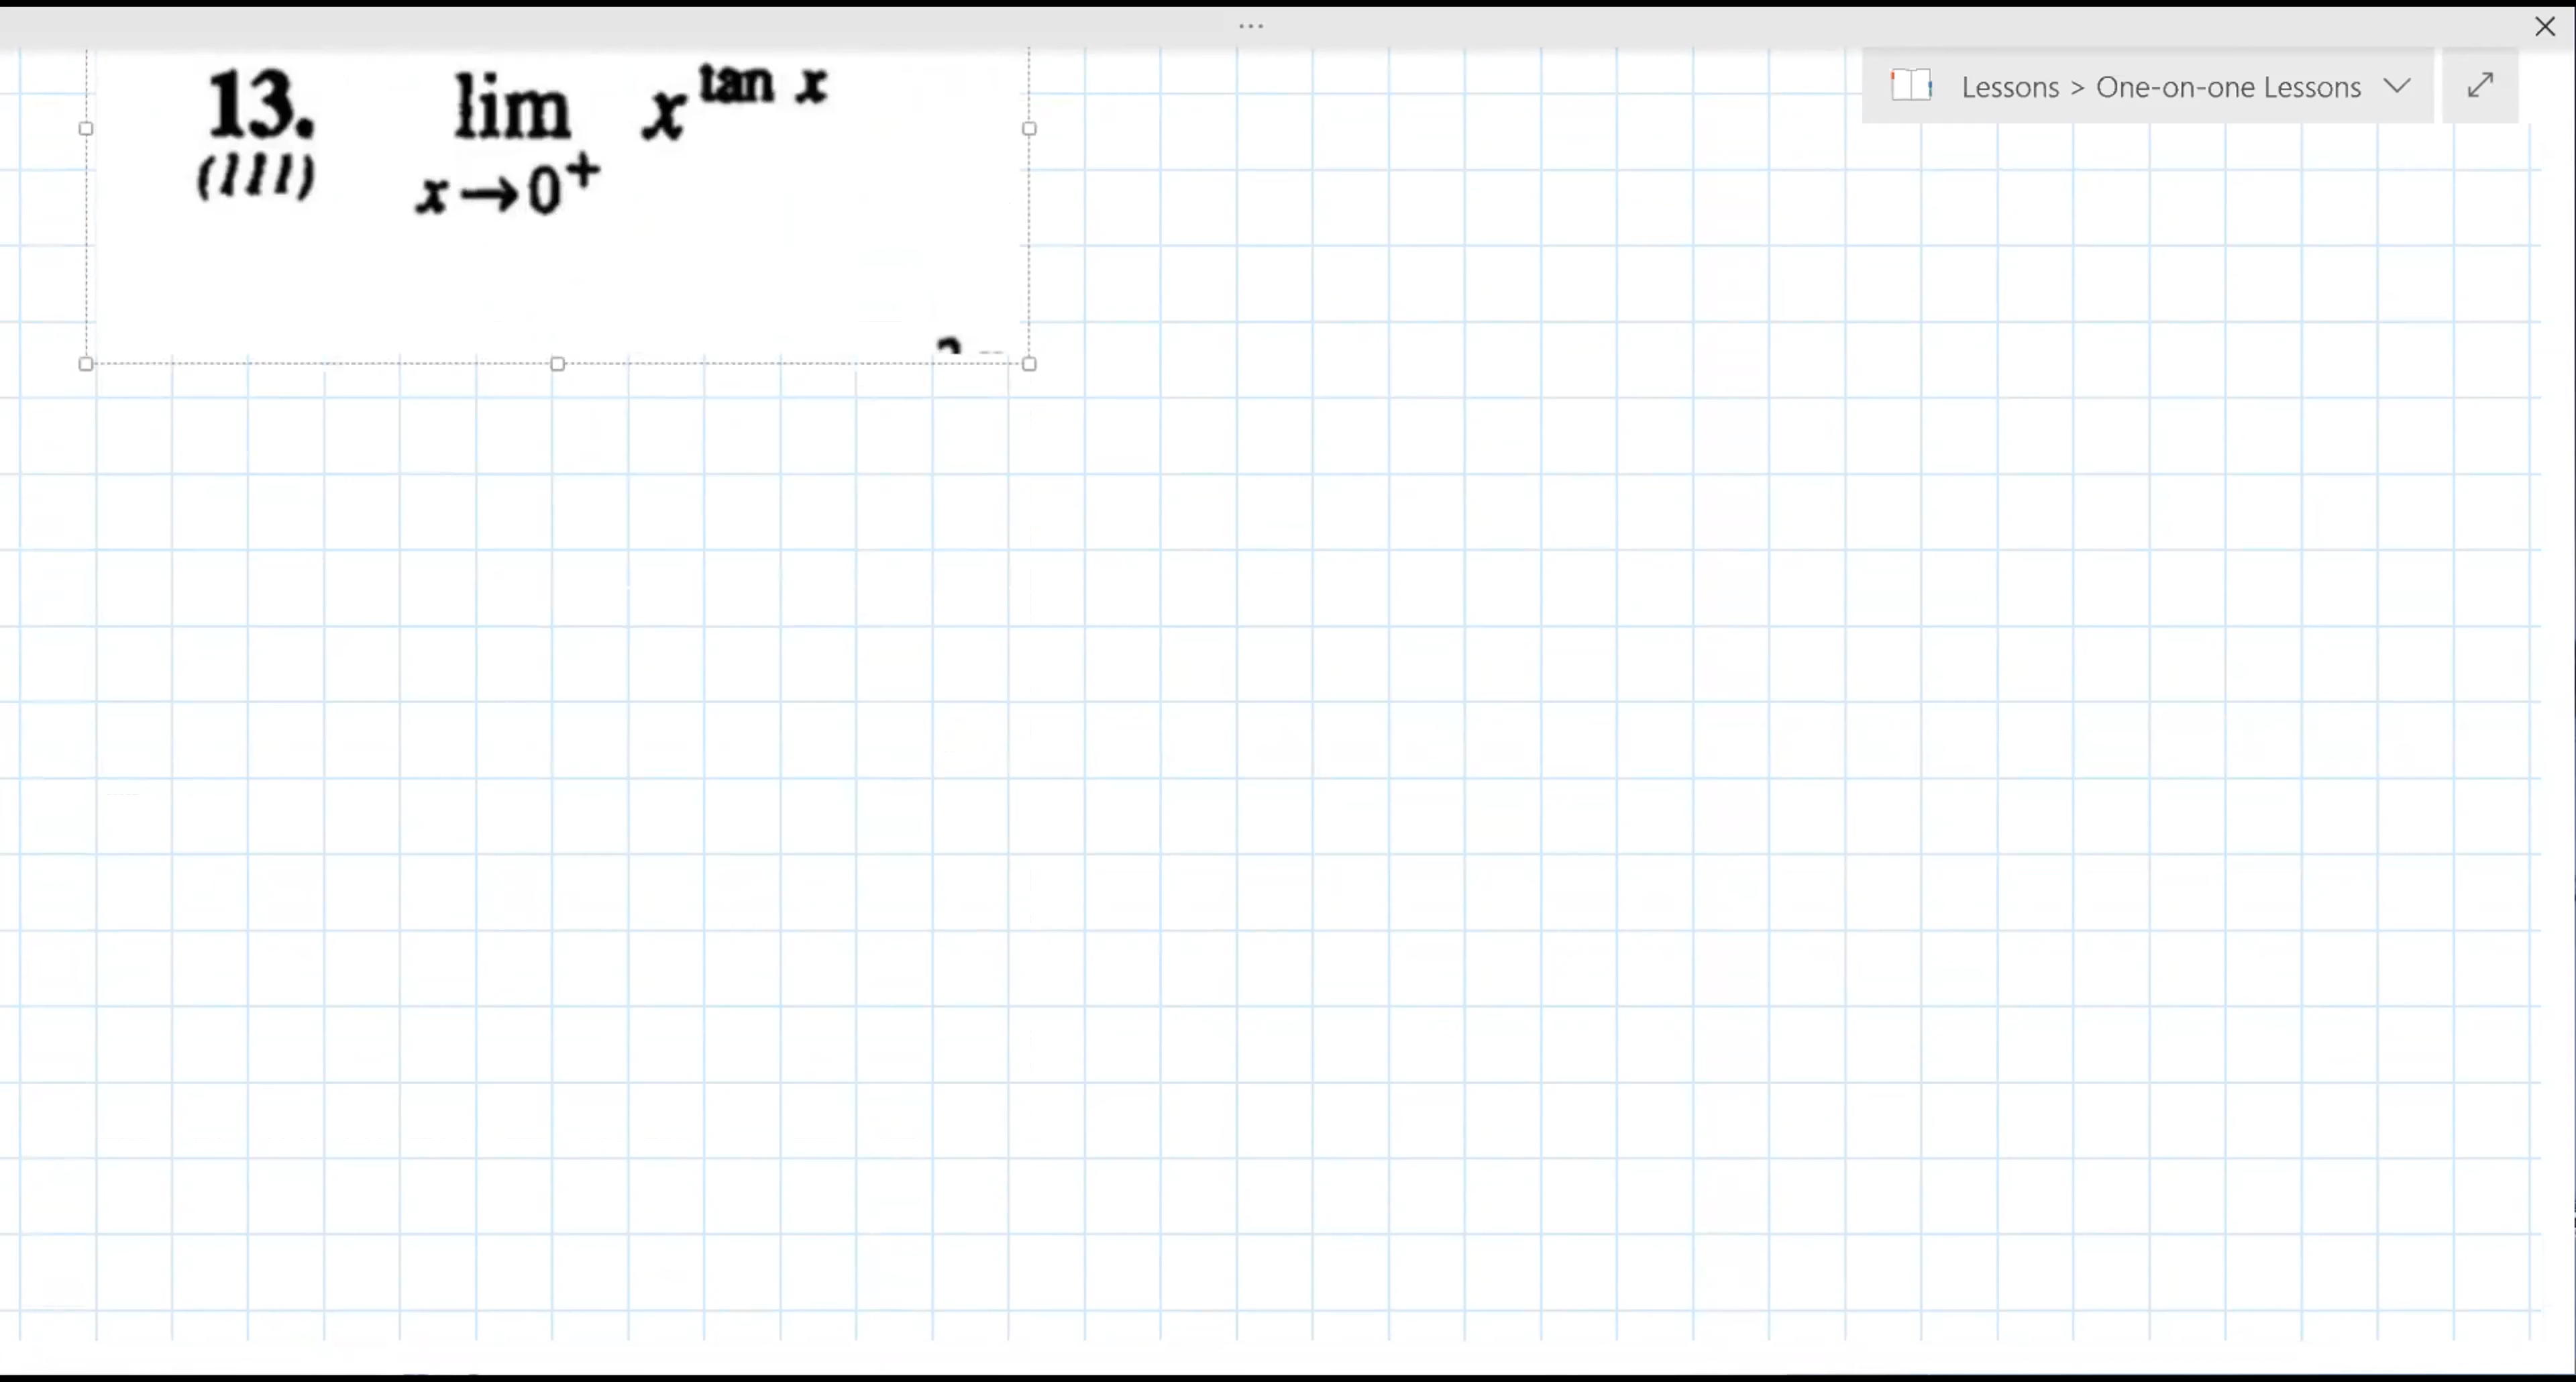 ...
Lessons > One-on-one Lessons
13. lim x^tan x
(111) x→0⁺